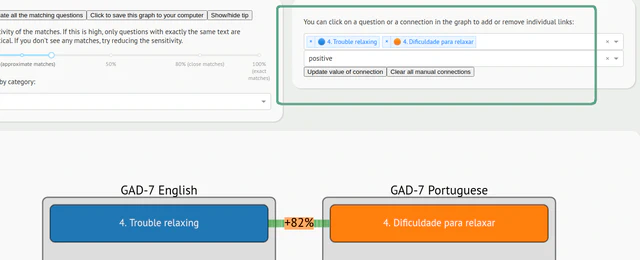 ate all the matching questions Click to save this graph to your computer Show/hide tip
ivity of the matches. If this is high, only questions with exactly the same text are
tical. If you don't see any matches, try reducing the sensitivity.
(approximate matches) 50% 80% (close matches) 100%
(exact
matches)
by category:
You can click on a question or a connection in the graph to add or remove individual links:
× 4. Trouble relaxing × 4. Dificuldade para relaxar ×
positive ×
Update value of connection Clear all manual connections
GAD-7 English GAD-7 Portuguese
4. Trouble relaxing +82% 4. Dificuldade para relaxar